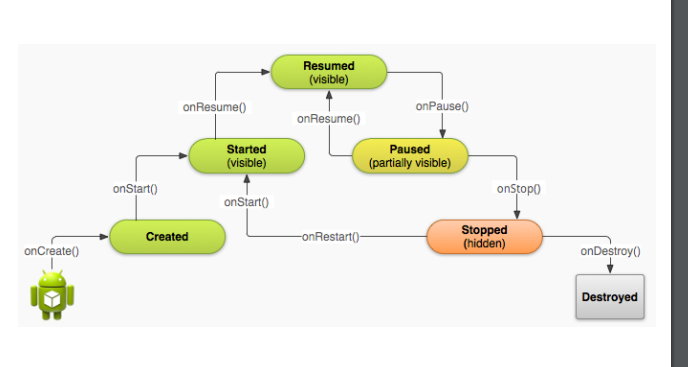 Resumed
(visible)
onResume()
onResume()
onPause()
Started
(visible)
Paused
(partially visible)
onStart()
onStart()
onStop()
Created
onRestart()
Stopped
(hidden)
onCreate()
onDestroy()
Destroyed